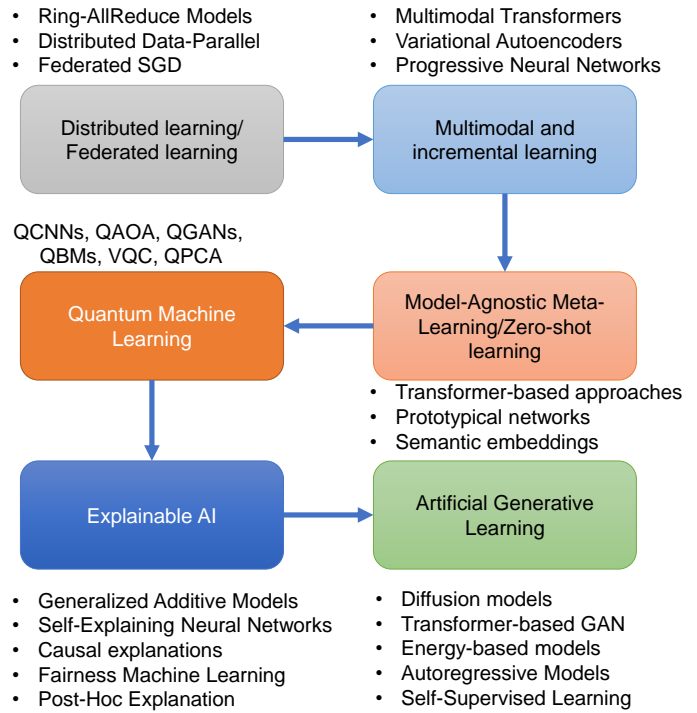 • Ring-AllReduce Models
• Distributed Data-Parallel
• Federated SGD
• Multimodal Transformers
• Variational Autoencoders
• Progressive Neural Networks
Distributed learning/
Federated learning
Multimodal and
incremental learning
QCNNs, QAOA, QGANs,
QBMs, VQC, QPCA
Quantum Machine
Learning
Model-Agnostic Meta-
Learning/Zero-shot
learning
• Transformer-based approaches
• Prototypical networks
• Semantic embeddings
Explainable AI
Artificial Generative
Learning
• Generalized Additive Models
• Self-Explaining Neural Networks
• Causal explanations
• Fairness Machine Learning
• Post-Hoc Explanation
• Diffusion models
• Transformer-based GAN
• Energy-based models
• Autoregressive Models
• Self-Supervised Learning